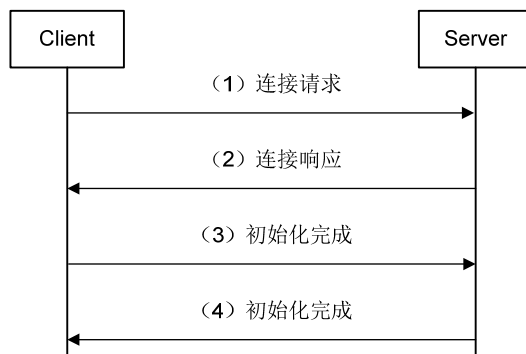 Client
Server
（1）连接请求
（2）连接响应
（3）初始化完成
（4）初始化完成